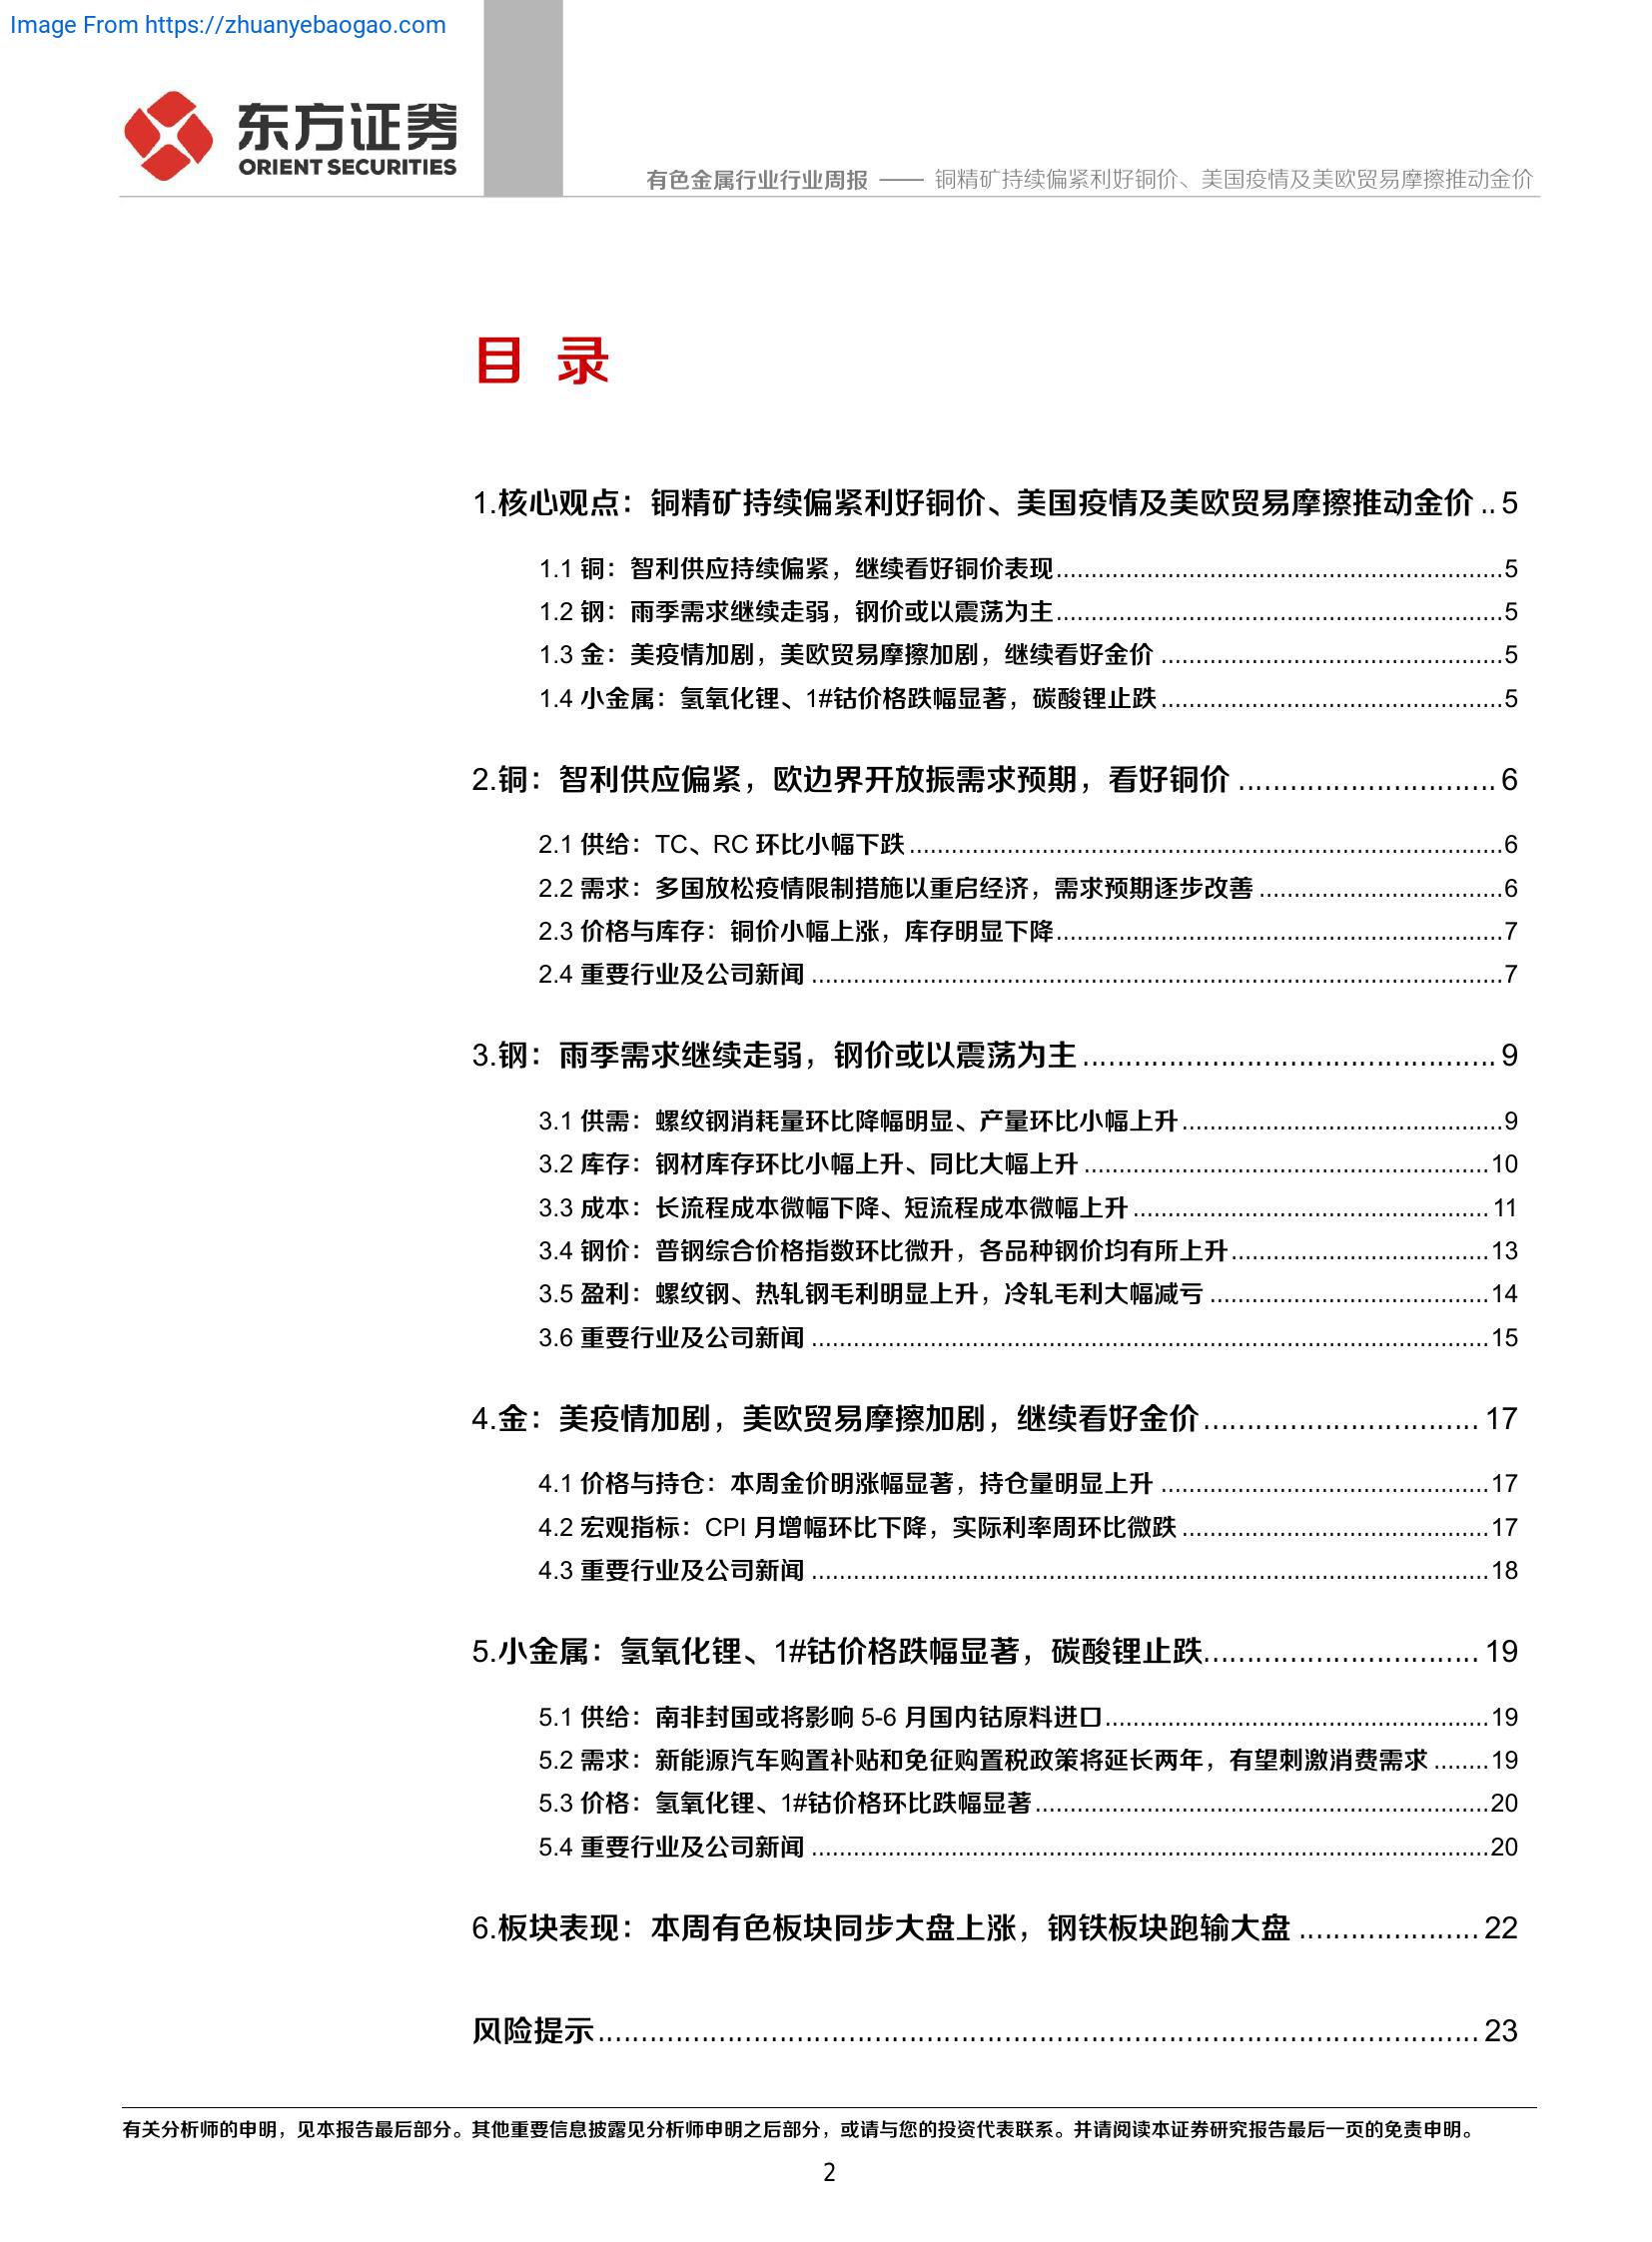 Image From https://zhuanyebaogao.com
东方证券
ORIENT SECURITIES
有色金属行业行业周报 —— 铜精矿持续偏紧利好铜价、美国疫情及美欧贸易摩擦推动金价
目 录
1.核心观点：铜精矿持续偏紧利好铜价、美国疫情及美欧贸易摩擦推动金价 .. 5
1.1 铜：智利供应持续偏紧，继续看好铜价表现................................................................5
1.2 钢：雨季需求继续走弱，钢价或以震荡为主................................................................5
1.3 金：美疫情加剧，美欧贸易摩擦加剧，继续看好金价 .................................................5
1.4 小金属：氢氧化锂、1#钴价格跌幅显著，碳酸锂止跌.................................................5
2.铜：智利供应偏紧，欧边界开放振需求预期，看好铜价 .............................. 6
2.1 供给：TC、RC 环比小幅下跌.....................................................................................6
2.2 需求：多国放松疫情限制措施以重启经济，需求预期逐步改善 ...................................6
2.3 价格与库存：铜价小幅上涨，库存明显下降................................................................7
2.4 重要行业及公司新闻 ...................................................................................................7
3.钢：雨季需求继续走弱，钢价或以震荡为主................................................ 9
3.1 供需：螺纹钢消耗量环比降幅明显、产量环比小幅上升..............................................9
3.2 库存：钢材库存环比小幅上升、同比大幅上升..........................................................10
3.3 成本：长流程成本微幅下降、短流程成本微幅上升...................................................11
3.4 钢价：普钢综合价格指数环比微升，各品种钢价均有所上升.....................................13
3.5 盈利：螺纹钢、热轧钢毛利明显上升，冷轧毛利大幅减亏 ........................................14
3.6 重要行业及公司新闻 .................................................................................................15
4.金：美疫情加剧，美欧贸易摩擦加剧，继续看好金价................................ 17
4.1 价格与持仓：本周金价明涨幅显著，持仓量明显上升 ...............................................17
4.2 宏观指标：CPI 月增幅环比下降，实际利率周环比微跌............................................17
4.3 重要行业及公司新闻 .................................................................................................18
5.小金属：氢氧化锂、1#钴价格跌幅显著，碳酸锂止跌................................ 19
5.1 供给：南非封国或将影响 5-6 月国内钴原料进口.......................................................19
5.2 需求：新能源汽车购置补贴和免征购置税政策将延长两年，有望刺激消费需求 ........19
5.3 价格：氢氧化锂、1#钴价格环比跌幅显著.................................................................20
5.4 重要行业及公司新闻 .................................................................................................20
6.板块表现：本周有色板块同步大盘上涨，钢铁板块跑输大盘 ..................... 22
风险提示...................................................................................................... 23
有关分析师的申明，见本报告最后部分。其他重要信息披露见分析师申明之后部分，或请与您的投资代表联系。并请阅读本证券研究报告最后一页的免责申明。
2